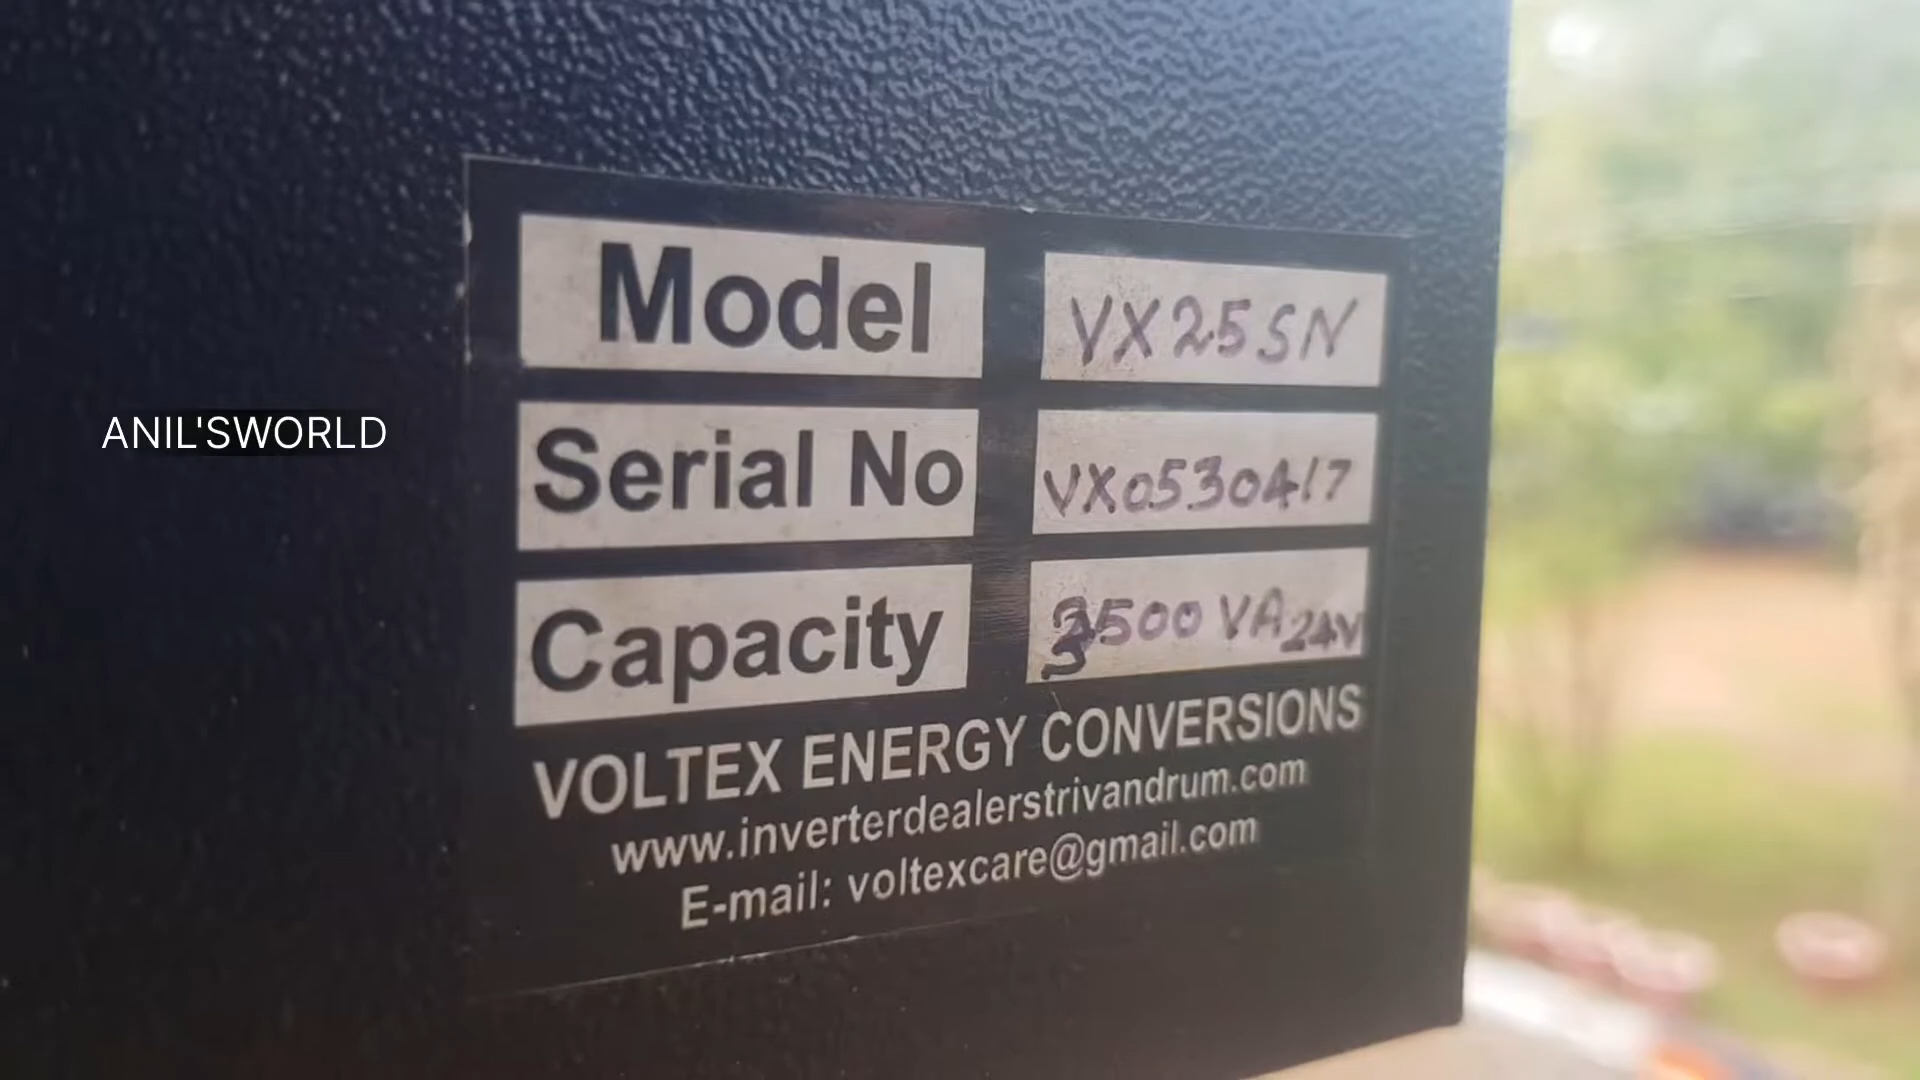 Model VX25SN
ANIL'SWORLD
Serial No VX0530417
Capacity 3500 VA 24V
VOLTEX ENERGY CONVERSIONS
www.inverterdealerstrivandrum.com
E-mail: voltexcare@gmail.com